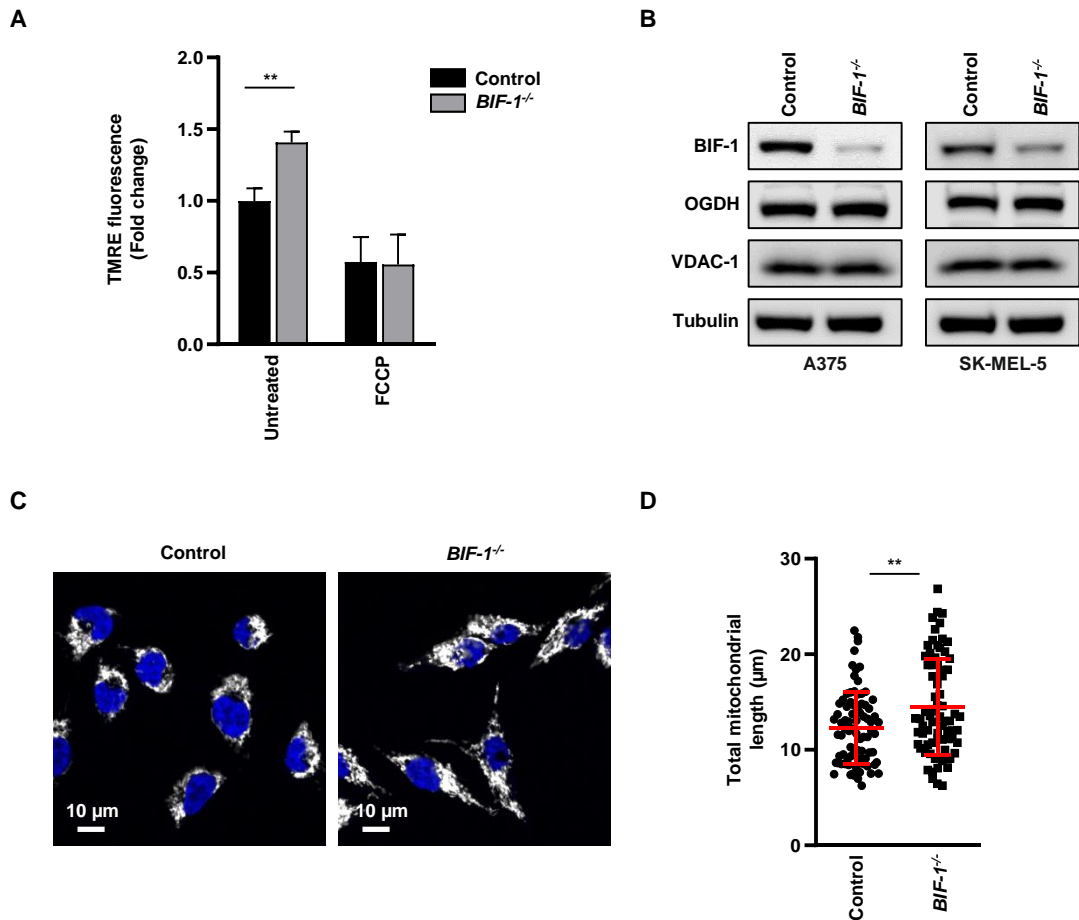 A
2.0
1.5
1.0
0.5
0.0
TMRE fluorescence
(Fold change)
**
Control
BIF-1-/-
Untreated
FCCP
B
Control
BIF-1-/-
Control
BIF-1-/-
BIF-1
OGDH
VDAC-1
Tubulin
A375
SK-MEL-5
C
Control
BIF-1-/-
10 µm
10 µm
D
30
20
10
0
Total mitochondrial
length (µm)
**
Control
BIF-1-/-